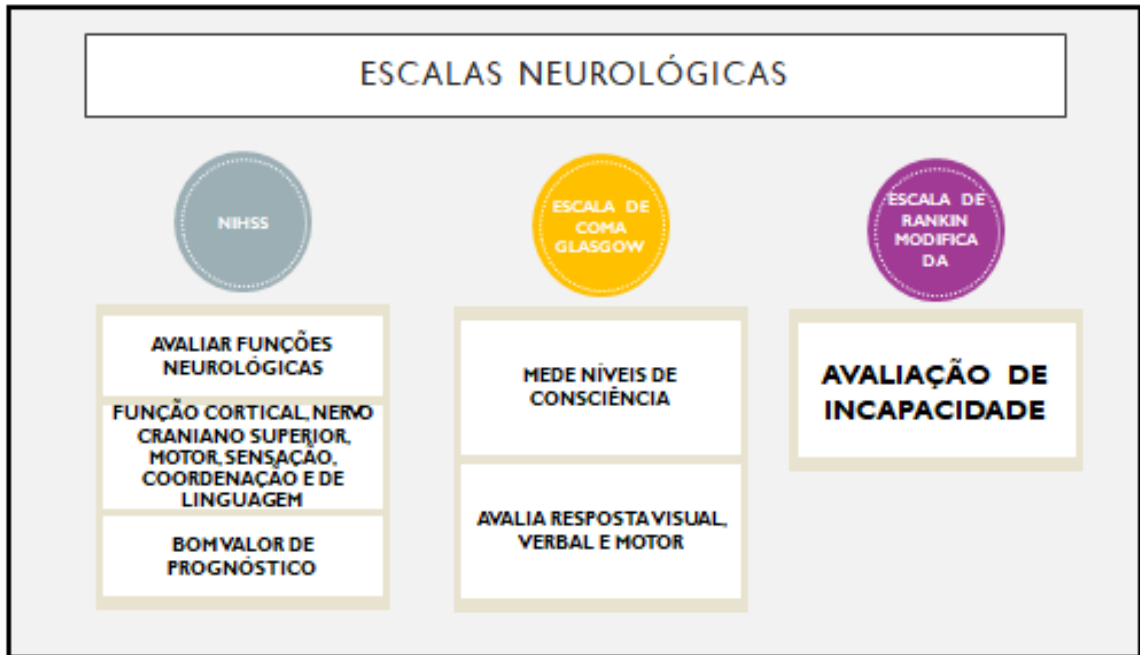 ESCALAS NEUROLÓGICAS
NIHSS
AVALIAR FUNÇÕES
NEUROLÓGICAS
FUNÇÃO CORTICAL, NERVO
CRANIANO SUPERIOR,
MOTOR, SENSAÇÃO,
COORDENAÇÃO E DE
LINGUAGEM
BOM VALOR DE
PROGNÓSTICO
ESCALA DE
COMA
GLASGOW
MEDE NÍVEIS DE
CONSCIÊNCIA
AVALIA RESPOSTA VISUAL,
VERBAL E MOTOR
ESCALA DE
RANKIN
MODIFICA
DA
AVALIAÇÃO DE
INCAPACIDADE